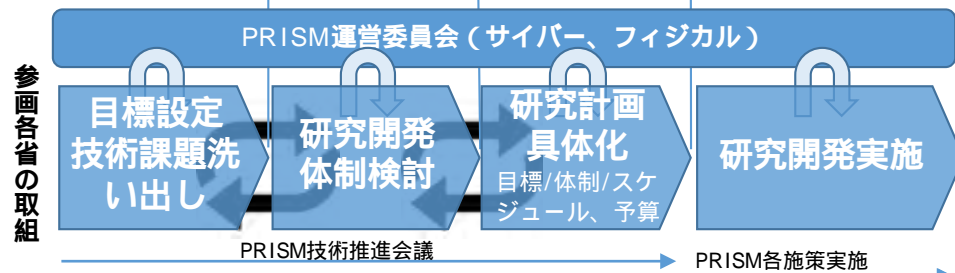 PRISM運営委員会（サイバー、フィジカル）
参画各省の取組
目標設定
技術課題洗
い出し
研究開発
体制検討
研究計画
具体化
目標/体制/スケ
ジュール、予算
研究開発実施
PRISM技術推進会議
PRISM各施策実施